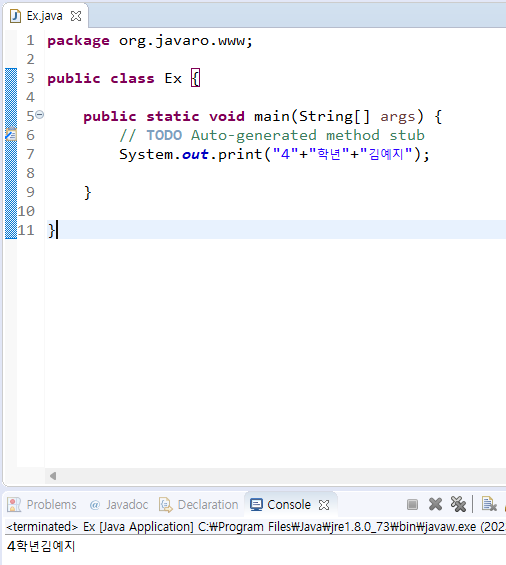 Ex.java
1 package org.javaro.www;
2
3 public class Ex {
4
5 public static void main(String[] args) {
6 // TODO Auto-generated method stub
7 System.out.print("4"+"학년"+"김예지");
8
9 }
10
11 }
Problems @ Javadoc Declaration Console
<terminated> Ex [Java Application] C:₩Program Files₩Java₩jre1.8.0_73₩bin₩javaw.exe (202
4학년김예지